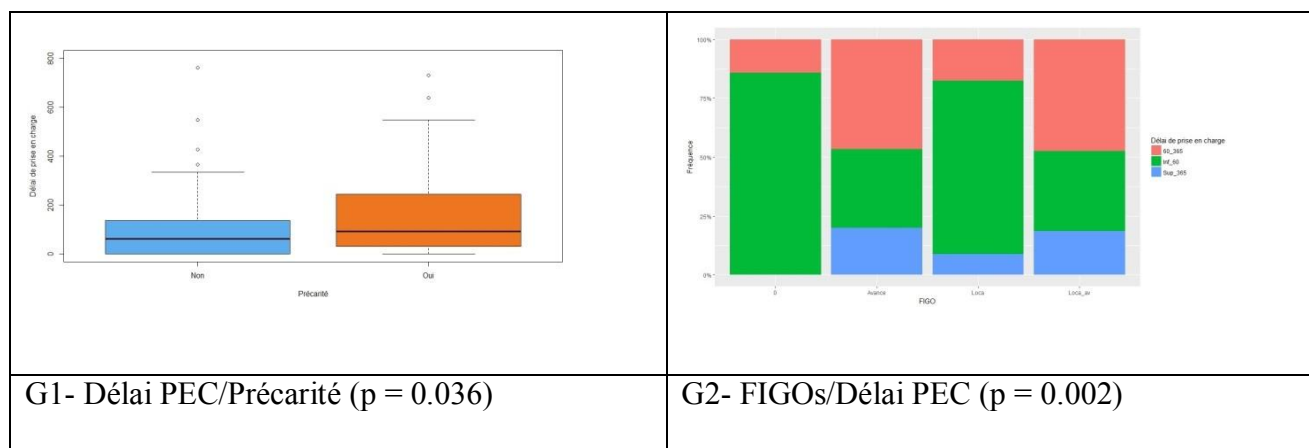 800
600
400
200
0
Délai de prise en charge
Non
Oui
Précarité
100%
75%
50%
25%
0%
Fréquence
0
Avance
Loca
Loca_av
FIGO
Délai de prise en charge
60_365
Inf_60
Sup_365
G1- Délai PEC/Précarité (p = 0.036)
G2- FIGOs/Délai PEC (p = 0.002)